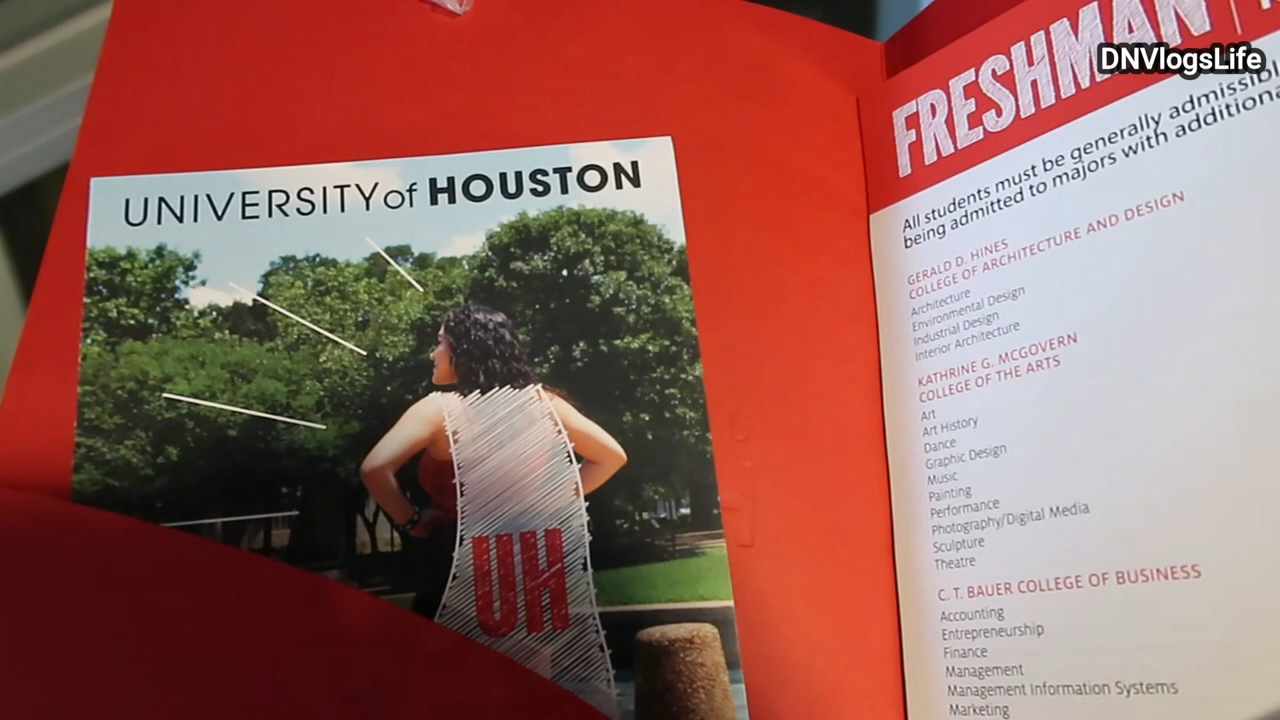 DNVlogsLife
UNIVERSITY of HOUSTON
UH
FRESHMAN
All students must be generally admissible
being admitted to majors with additional
GERALD D. HINES
COLLEGE OF ARCHITECTURE AND DESIGN
Architecture
Environmental Design
Industrial Design
Interior Architecture
KATHRINE G. MCGOVERN
COLLEGE OF THE ARTS
Art
Art History
Dance
Graphic Design
Music
Painting
Performance
Photography/Digital Media
Sculpture
Theatre
C. T. BAUER COLLEGE OF BUSINESS
Accounting
Entrepreneurship
Finance
Management
Management Information Systems
Marketing